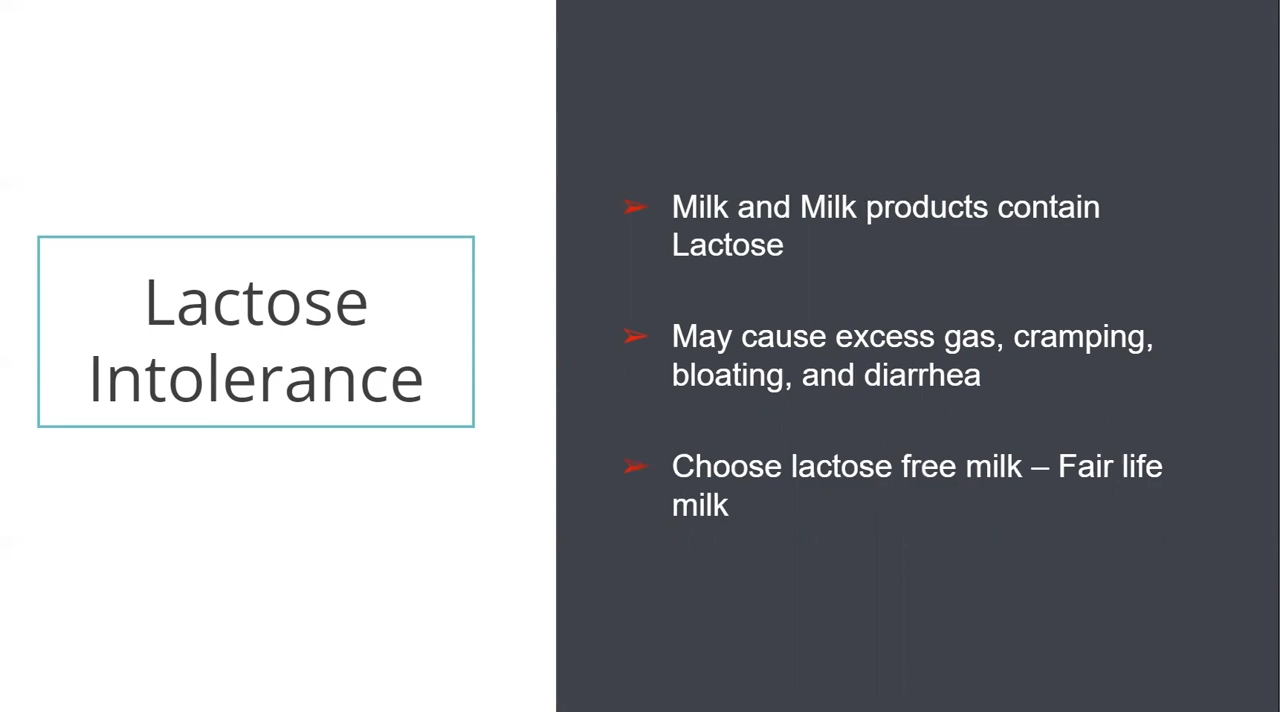 Lactose
Intolerance
➢ Milk and Milk products contain
Lactose
➢ May cause excess gas, cramping,
bloating, and diarrhea
➢ Choose lactose free milk – Fair life
milk